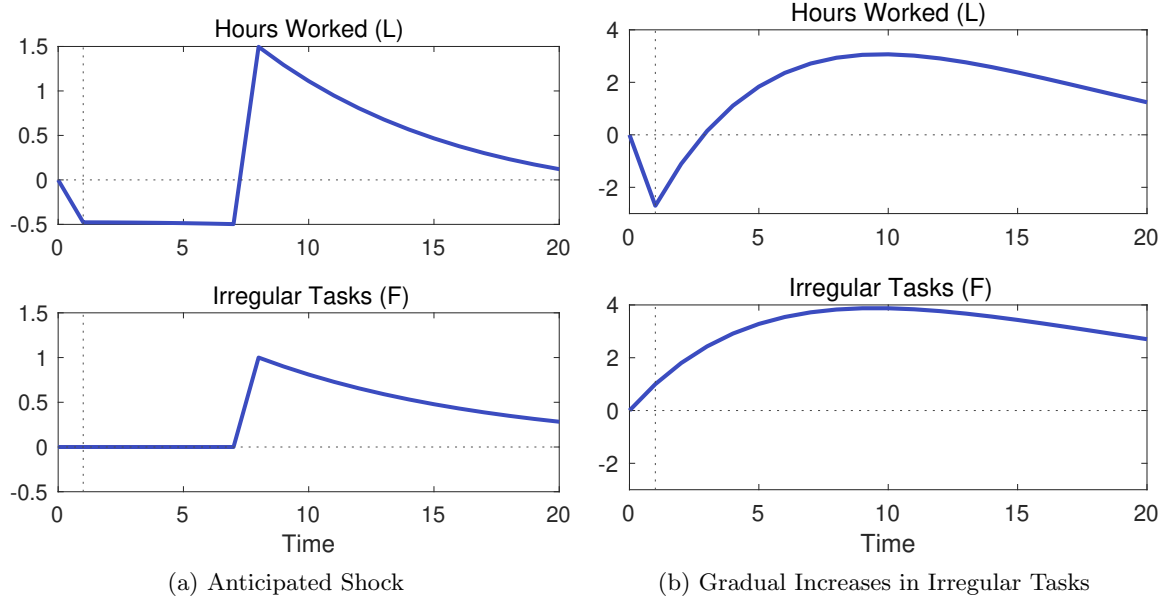 Hours Worked (L)
1.5
1
0.5
0
-0.5
0 5 10 15 20
Irregular Tasks (F)
1.5
1
0.5
0
-0.5
0 5 10 15 20
Time
(a) Anticipated Shock
Hours Worked (L)
4
2
0
-2
0 5 10 15 20
Irregular Tasks (F)
4
2
0
-2
0 5 10 15 20
Time
(b) Gradual Increases in Irregular Tasks